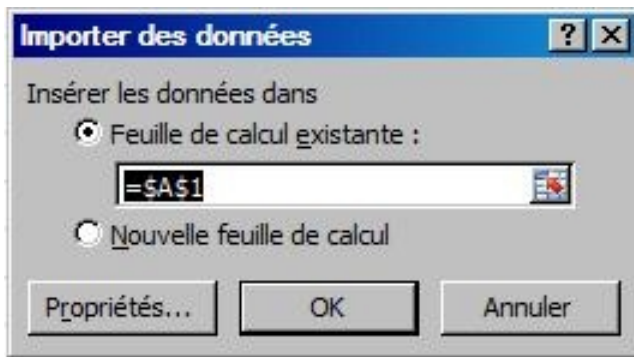 Importer des données ? X
Insérer les données dans
Feuille de calcul existante :
=$A$1
Nouvelle feuille de calcul
Propriétés... OK Annuler